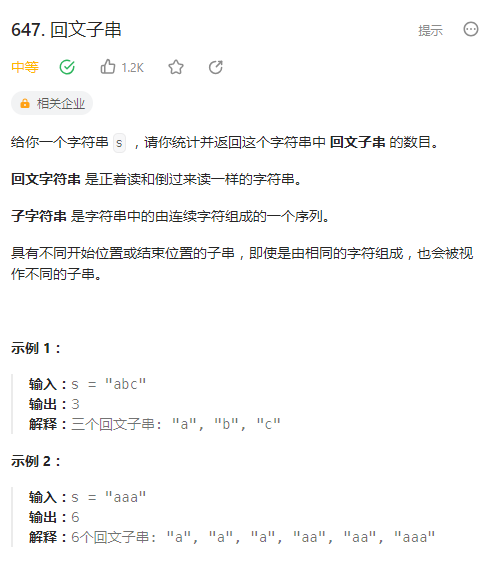 647. 回文子串
提示
中等
1.2K
相关企业
给你一个字符串 s ，请你统计并返回这个字符串中 回文子串 的数目。
回文字符串 是正着读和倒过来读一样的字符串。
子字符串 是字符串中的由连续字符组成的一个序列。
具有不同开始位置或结束位置的子串，即使是由相同的字符组成，也会被视
作不同的子串。
示例 1：
输入：s = "abc"
输出：3
解释：三个回文子串: "a", "b", "c"
示例 2：
输入：s = "aaa"
输出：6
解释：6个回文子串: "a", "a", "a", "aa", "aa", "aaa"